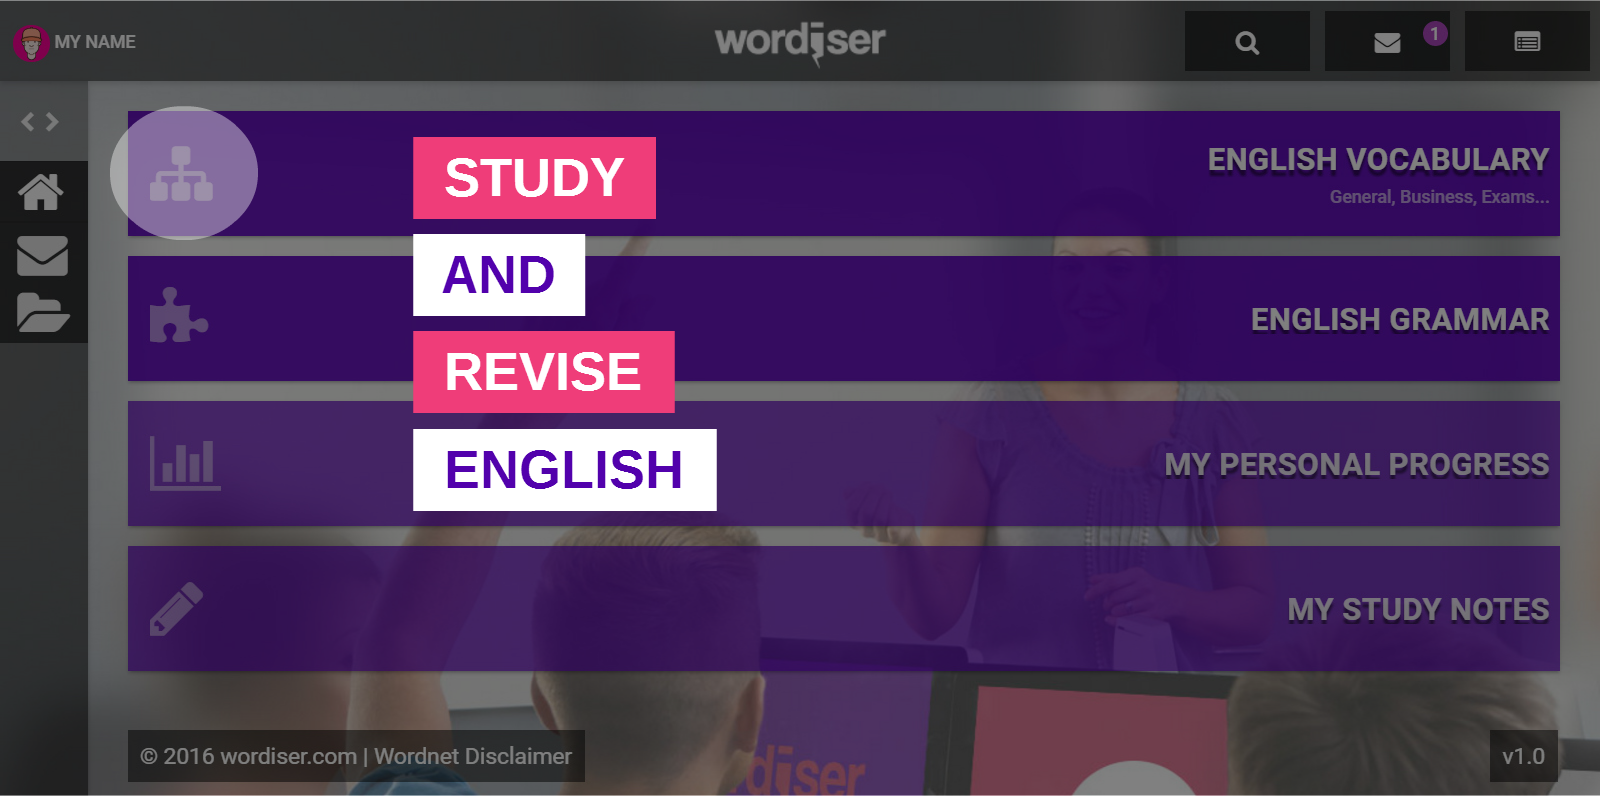 MY NAME
wordiser
1
STUDY
AND
REVISE
ENGLISH
ENGLISH VOCABULARY
General, Business, Exams...
ENGLISH GRAMMAR
MY PERSONAL PROGRESS
MY STUDY NOTES
© 2016 wordiser.com | Wordnet Disclaimer
rdiser
v1.0